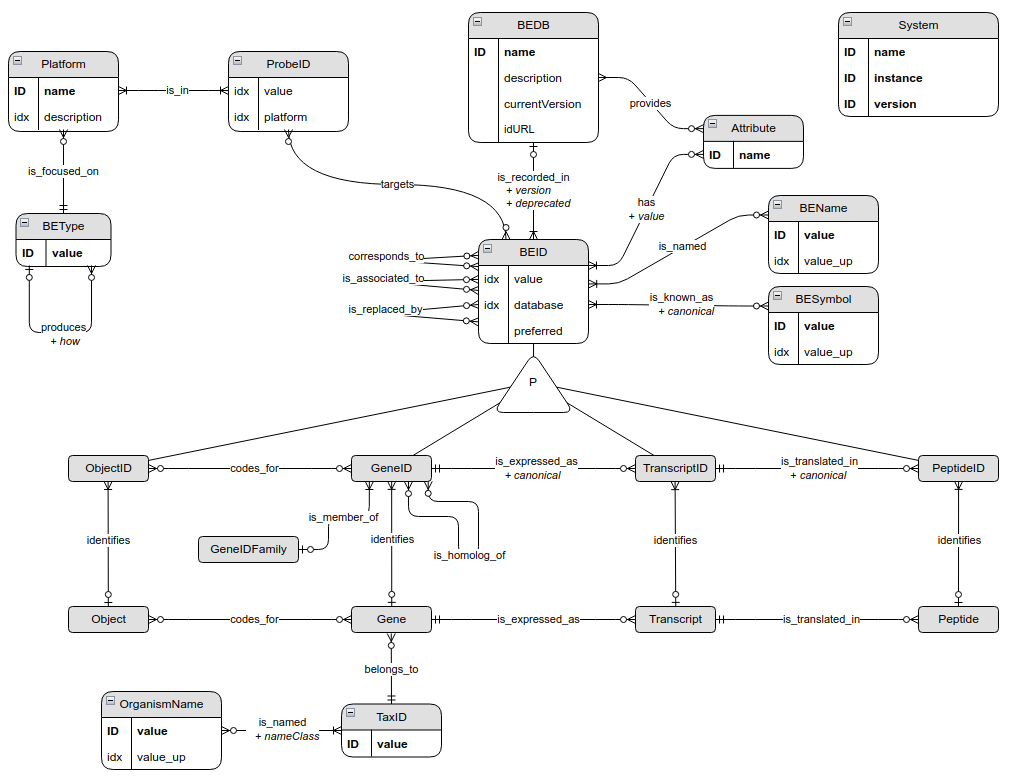 BEDB
ID name
description
currentVersion
idURL
System
ID name
ID instance
ID version
Platform
ID name
idx description
is_in
ProbeID
idx value
idx platform
provides
Attribute
ID name
is_focused_on
targets
is_recorded_in
+ version
+ deprecated
has
+ value
BEType
ID value
produces
+ how
BEName
ID value
idx value_up
is_named
corresponds_to
is_associated_to
is_replaced_by
BEID
idx value
idx database
preferred
is_known_as
+ canonical
BESymbol
ID value
idx value_up
P
ObjectID
codes_for
GeneID
is_expressed_as
+ canonical
TranscriptID
is_translated_in
+ canonical
PeptideID
is_member_of
GeneIDFamily
is_homolog_of
identifies
identifies
identifies
identifies
Object
codes_for
Gene
is_expressed_as
Transcript
is_translated_in
Peptide
belongs_to
OrganismName
ID value
idx value_up
is_named
+ nameClass
TaxID
ID value